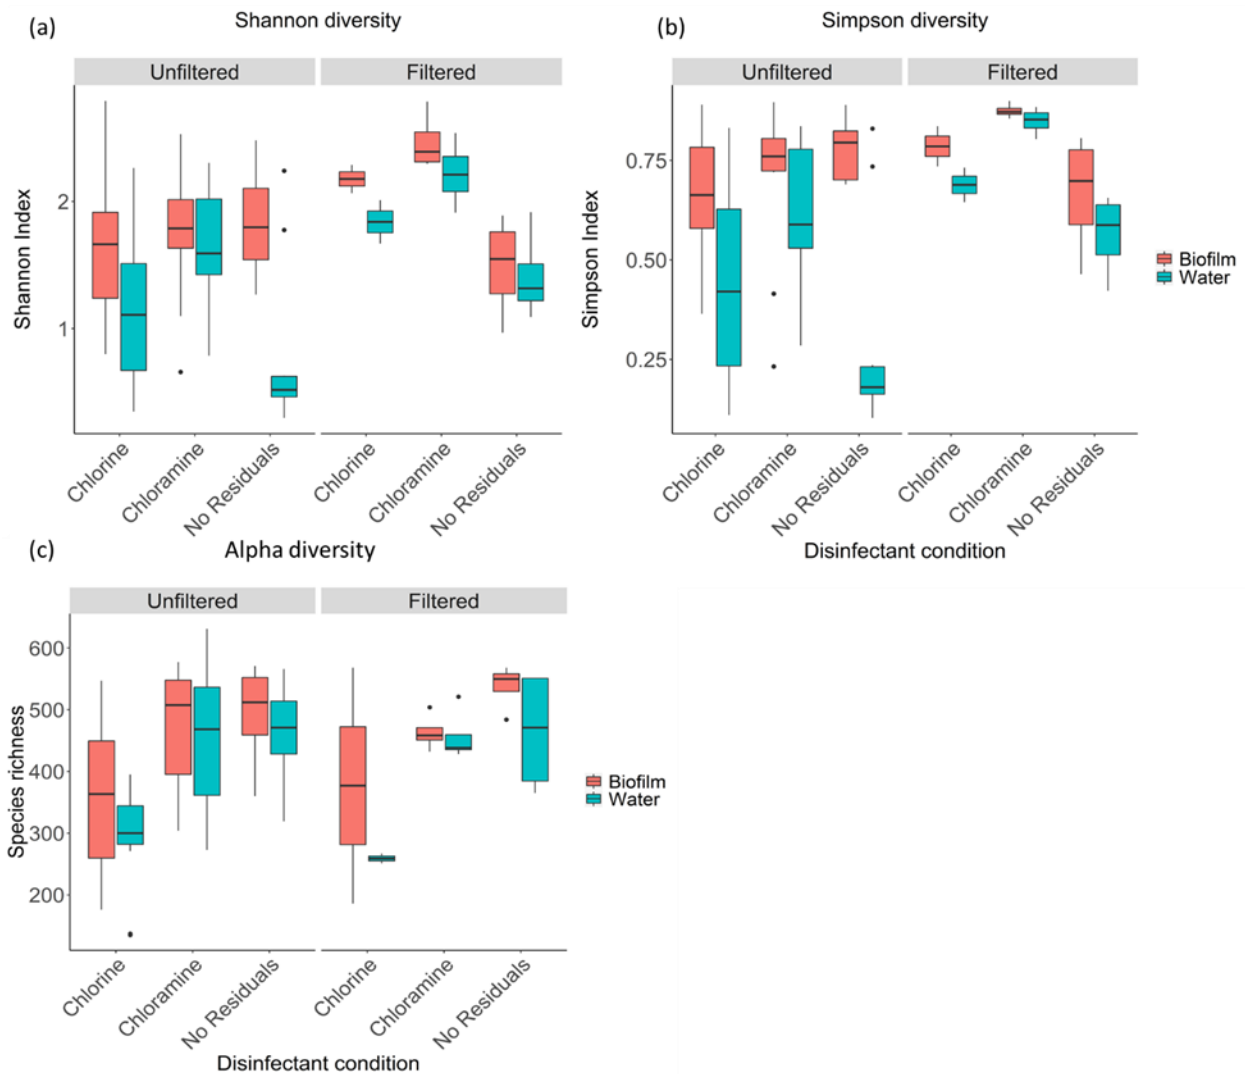 (a)
Shannon diversity
Unfiltered
Filtered
Shannon Index
2
1
Chlorine
Chloramine
No Residuals
Chlorine
Chloramine
No Residuals
(b)
Simpson diversity
Unfiltered
Filtered
Simpson Index
0.75
0.50
0.25
Chlorine
Chloramine
No Residuals
Chlorine
Chloramine
No Residuals
Disinfectant condition
Biofilm
Water
(c)
Alpha diversity
Unfiltered
Filtered
Species richness
600
500
400
300
200
Chlorine
Chloramine
No Residuals
Chlorine
Chloramine
No Residuals
Disinfectant condition
Biofilm
Water